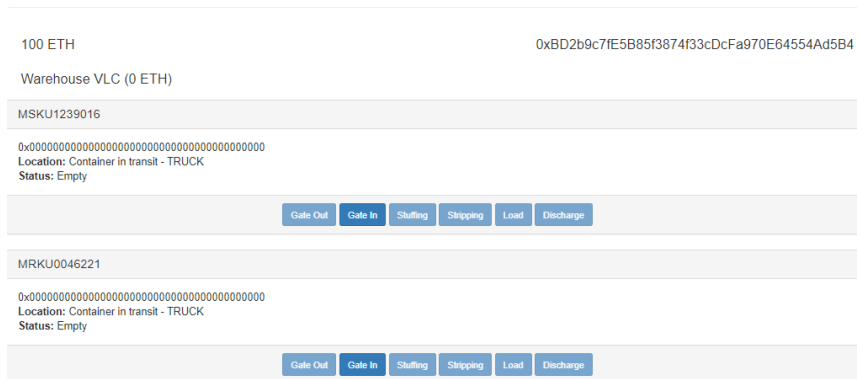 100 ETH 0xBD2b9c7fE5B85f3874f33cDcFa970E64554Ad5B4
Warehouse VLC (0 ETH)
MSKU1239016
0x0000000000000000000000000000000000000000
Location: Container in transit - TRUCK
Status: Empty
Gate Out Gate In Stuffing Stripping Load Discharge
MRKU0046221
0x0000000000000000000000000000000000000000
Location: Container in transit - TRUCK
Status: Empty
Gate Out Gate In Stuffing Stripping Load Discharge